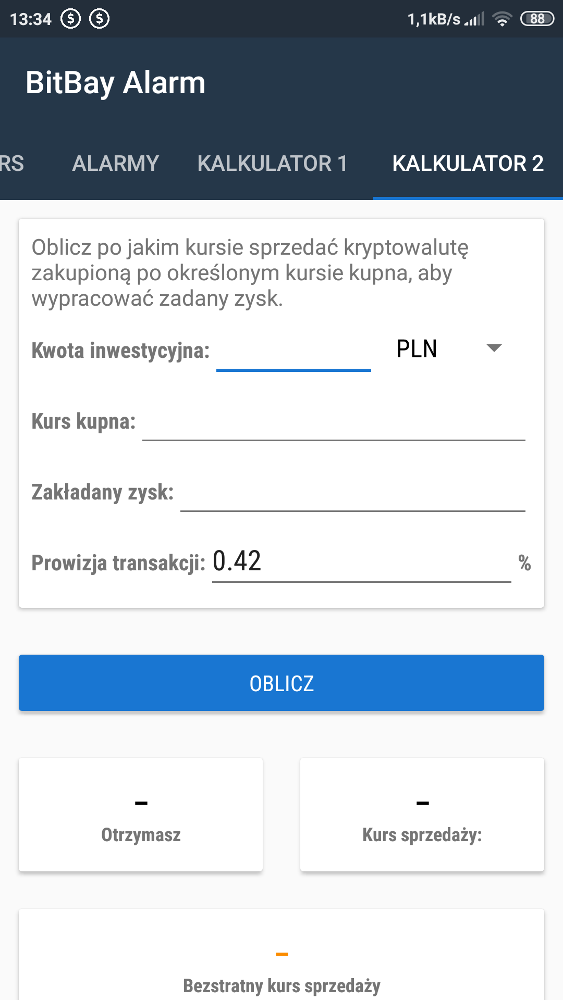 13:34 $ $ 1,1kB/s 88
BitBay Alarm
RS ALARMY KALKULATOR 1 KALKULATOR 2
Oblicz po jakim kursie sprzedać kryptowalutę
zakupioną po określonym kursie kupna, aby
wypracować zadany zysk.
Kwota inwestycyjna: PLN
Kurs kupna:
Zakładany zysk:
Prowizja transakcji: 0.42 %
OBLICZ
- -
Otrzymasz Kurs sprzedaży:
-
Bezstratny kurs sprzedaży